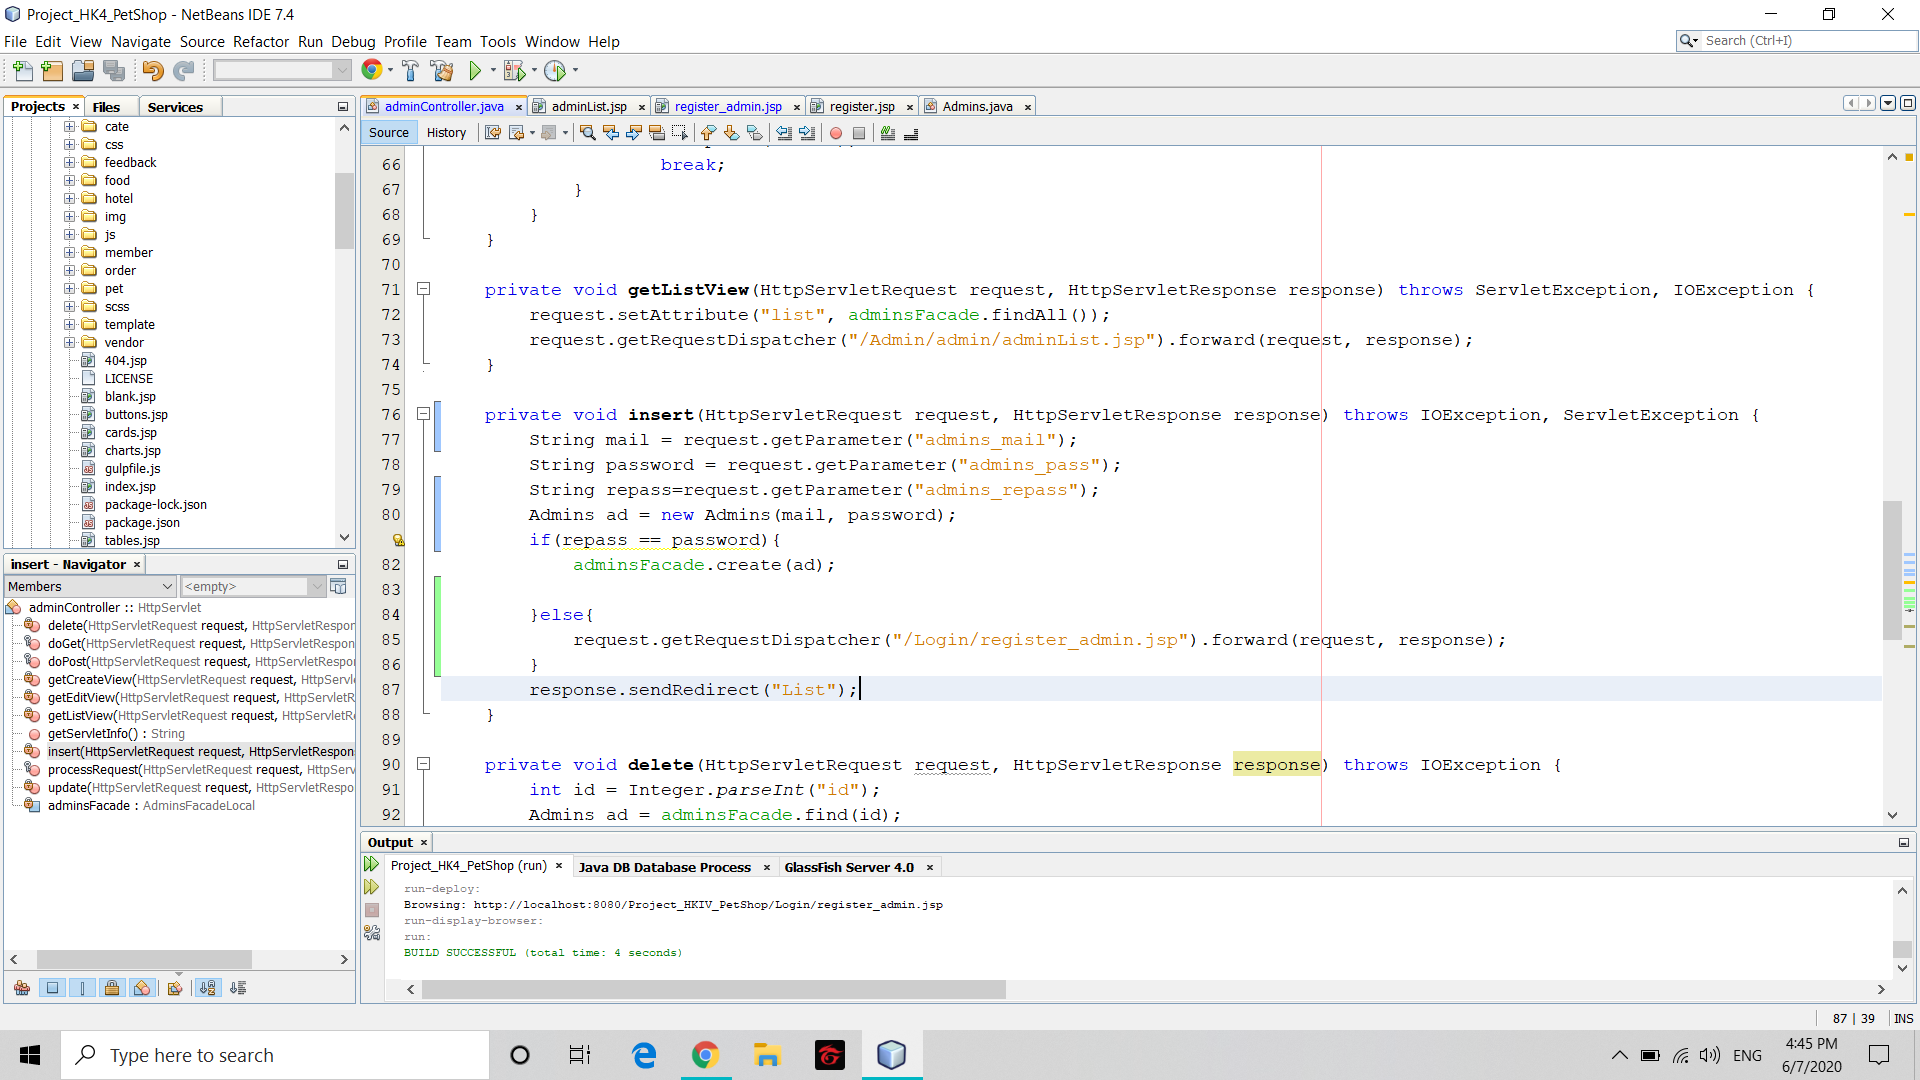 Project_HK4_PetShop - NetBeans IDE 7.4
File Edit View Navigate Source Refactor Run Debug Profile Team Tools Window Help
Search (Ctrl+I)
Projects
Files
Services
cate
css
feedback
food
hotel
img
js
member
order
pet
scss
template
vendor
404.jsp
LICENSE
blank.jsp
buttons.jsp
cards.jsp
charts.jsp
gulpfile.js
index.jsp
package-lock.json
package.json
tables.jsp
insert - Navigator
Members
<empty>
adminController :: HttpServlet
delete(HttpServletRequest request, HttpServletRespor
doGet(HttpServletRequest request, HttpServletRespon
doPost(HttpServletRequest request, HttpServletRespo
getCreateView(HttpServletRequest request, HttpServl
getEditView(HttpServletRequest request, HttpServletR
getListView(HttpServletRequest request, HttpServletR
getServletInfo() : String
insert(HttpServletRequest request, HttpServletRespon
processRequest(HttpServletRequest request, HttpServ
update(HttpServletRequest request, HttpServletRespo
adminsFacade : AdminsFacadeLocal
adminController.java
adminList.jsp
register_admin.jsp
register.jsp
Admins.java
Source History
66 break;
67 }
68 }
69 }
70
71 private void getListView(HttpServletRequest request, HttpServletResponse response) throws ServletException, IOException {
72 request.setAttribute("list", adminsFacade.findAll());
73 request.getRequestDispatcher("/Admin/admin/adminList.jsp").forward(request, response);
74 }
75
76 private void insert(HttpServletRequest request, HttpServletResponse response) throws IOException, ServletException {
77 String mail = request.getParameter("admins_mail");
78 String password = request.getParameter("admins_pass");
79 String repass=request.getParameter("admins_repass");
80 Admins ad = new Admins(mail, password);
if(repass == password){
82 adminsFacade.create(ad);
83
84 }else{
85 request.getRequestDispatcher("/Login/register_admin.jsp").forward(request, response);
86 }
87 response.sendRedirect("List");
88 }
89
90 private void delete(HttpServletRequest request, HttpServletResponse response) throws IOException {
91 int id = Integer.parseInt("id");
92 Admins ad = adminsFacade.find(id);
Output
Project_HK4_PetShop (run)
Java DB Database Process
GlassFish Server 4.0
run-deploy:
Browsing: http://localhost:8080/Project_HKIV_PetShop/Login/register_admin.jsp
run-display-browser:
run:
BUILD SUCCESSFUL (total time: 4 seconds)
87 | 39 INS
Type here to search
ENG
4:45 PM
6/7/2020